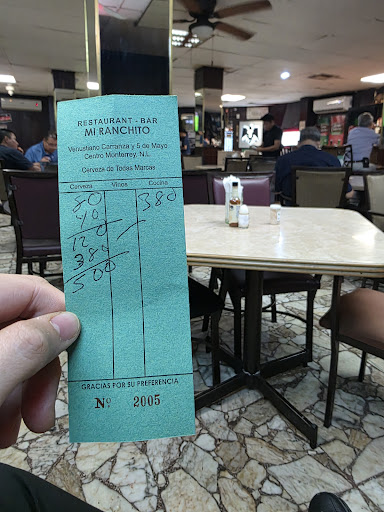 RESTAURANT - BAR
MI RANCHITO
Venustiano Carranza y 5 de Mayo
Centro Monterrey, N.L.
Cerveza de Todas Marcas
Cerveza Vinos Cocina
80 380
40
120
380
500
GRACIAS POR SU PREFERENCIA
Nº 2005